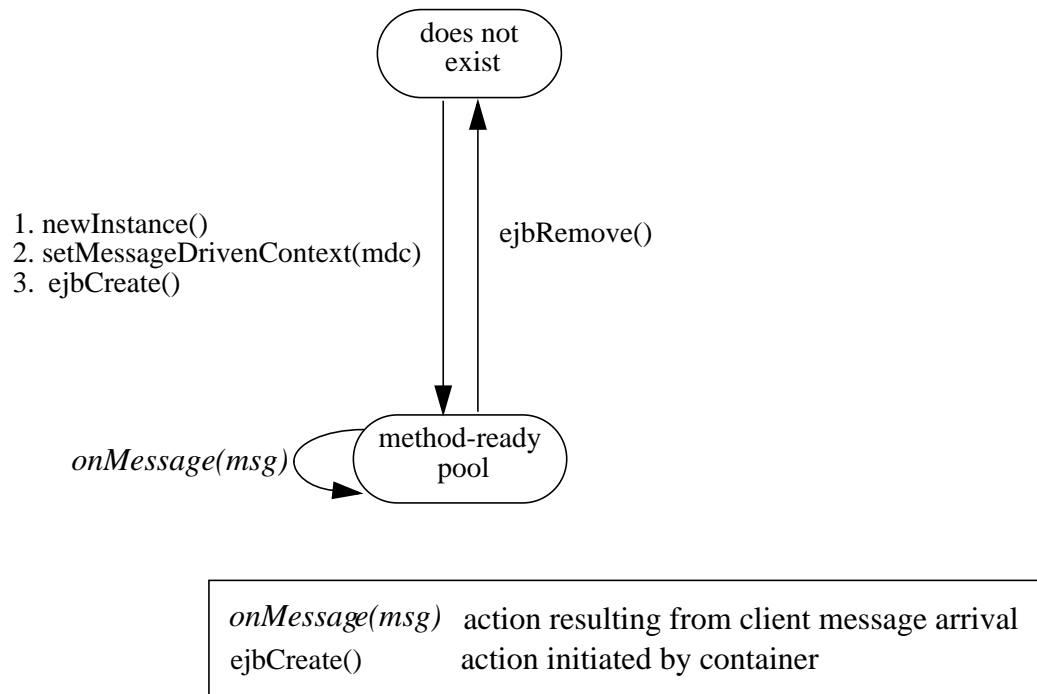 does not
exist
1. newInstance()
2. setMessageDrivenContext(mdc)
3. ejbCreate()
ejbRemove()
method-ready
pool
onMessage(msg)
onMessage(msg) action resulting from client message arrival
ejbCreate() action initiated by container